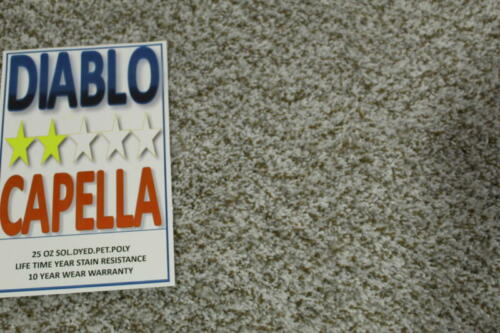 DIABLO
CAPELLA
25 OZ SOL.DYED.PET.POLY
LIFE TIME YEAR STAIN RESISTANCE
10 YEAR WEAR WARRANTY